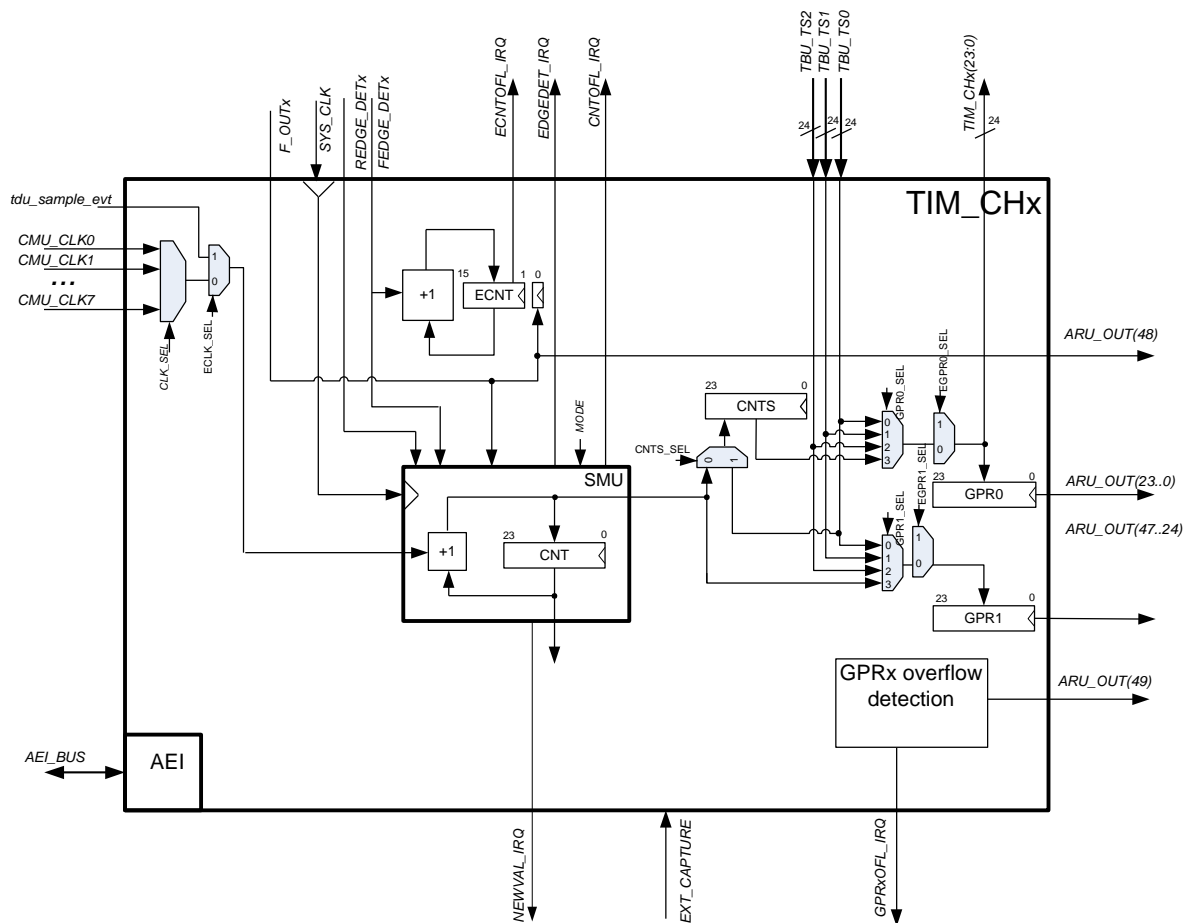 F_OUTx
SYS_CLK
REDGE_DETx
FEDGE_DETx
ECNTOFL_IRQ
EDGEDET_IRQ
CNTOFL_IRQ
TBU_TS2
TBU_TS1
TBU_TS0
24
24
24
TIM_CHx(23:0)
24
TIM_CHx
tdu_sample_evt
CMU_CLK0
CMU_CLK1
...
CMU_CLK7
1
0
CLK_SEL
ECLK_SEL
+1
15
1
0
ECNT
ARU_OUT(48)
MODE
SMU
23
0
CNTS
CNTS_SEL
0
1
GPR0_SEL
EGPR0_SEL
0
1
2
3
1
0
23
0
GPR0
ARU_OUT(23..0)
ARU_OUT(47..24)
GPR1_SEL
EGPR1_SEL
0
1
2
3
1
0
+1
23
0
CNT
23
0
GPR1
GPRx overflow
detection
ARU_OUT(49)
AEI_BUS
AEI
NEWVAL_IRQ
EXT_CAPTURE
GPRxOFL_IRQ